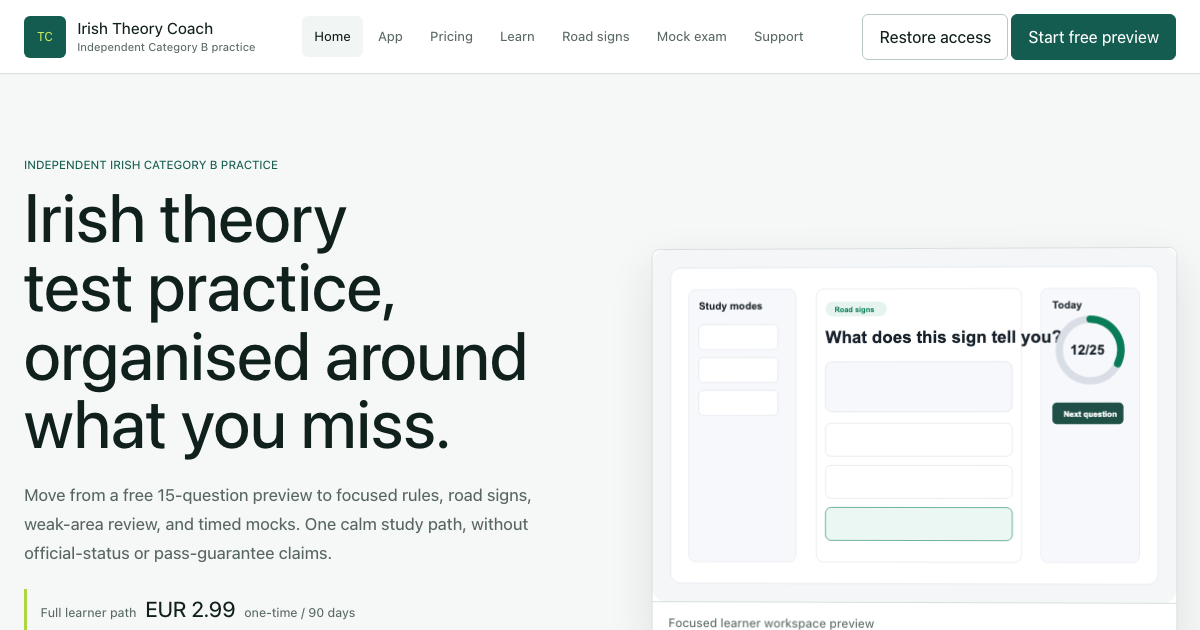 TC
Irish Theory Coach
Independent Category B practice
Home
App
Pricing
Learn
Road signs
Mock exam
Support
Restore access
Start free preview
INDEPENDENT IRISH CATEGORY B PRACTICE
Irish theory
test practice,
organised around
what you miss.
Move from a free 15-question preview to focused rules, road signs,
weak-area review, and timed mocks. One calm study path, without
official-status or pass-guarantee claims.
Full learner path EUR 2.99 one-time / 90 days
Study modes
Road signs
What does this sign tell you?
Today
12/25
Next question
Focused learner workspace preview